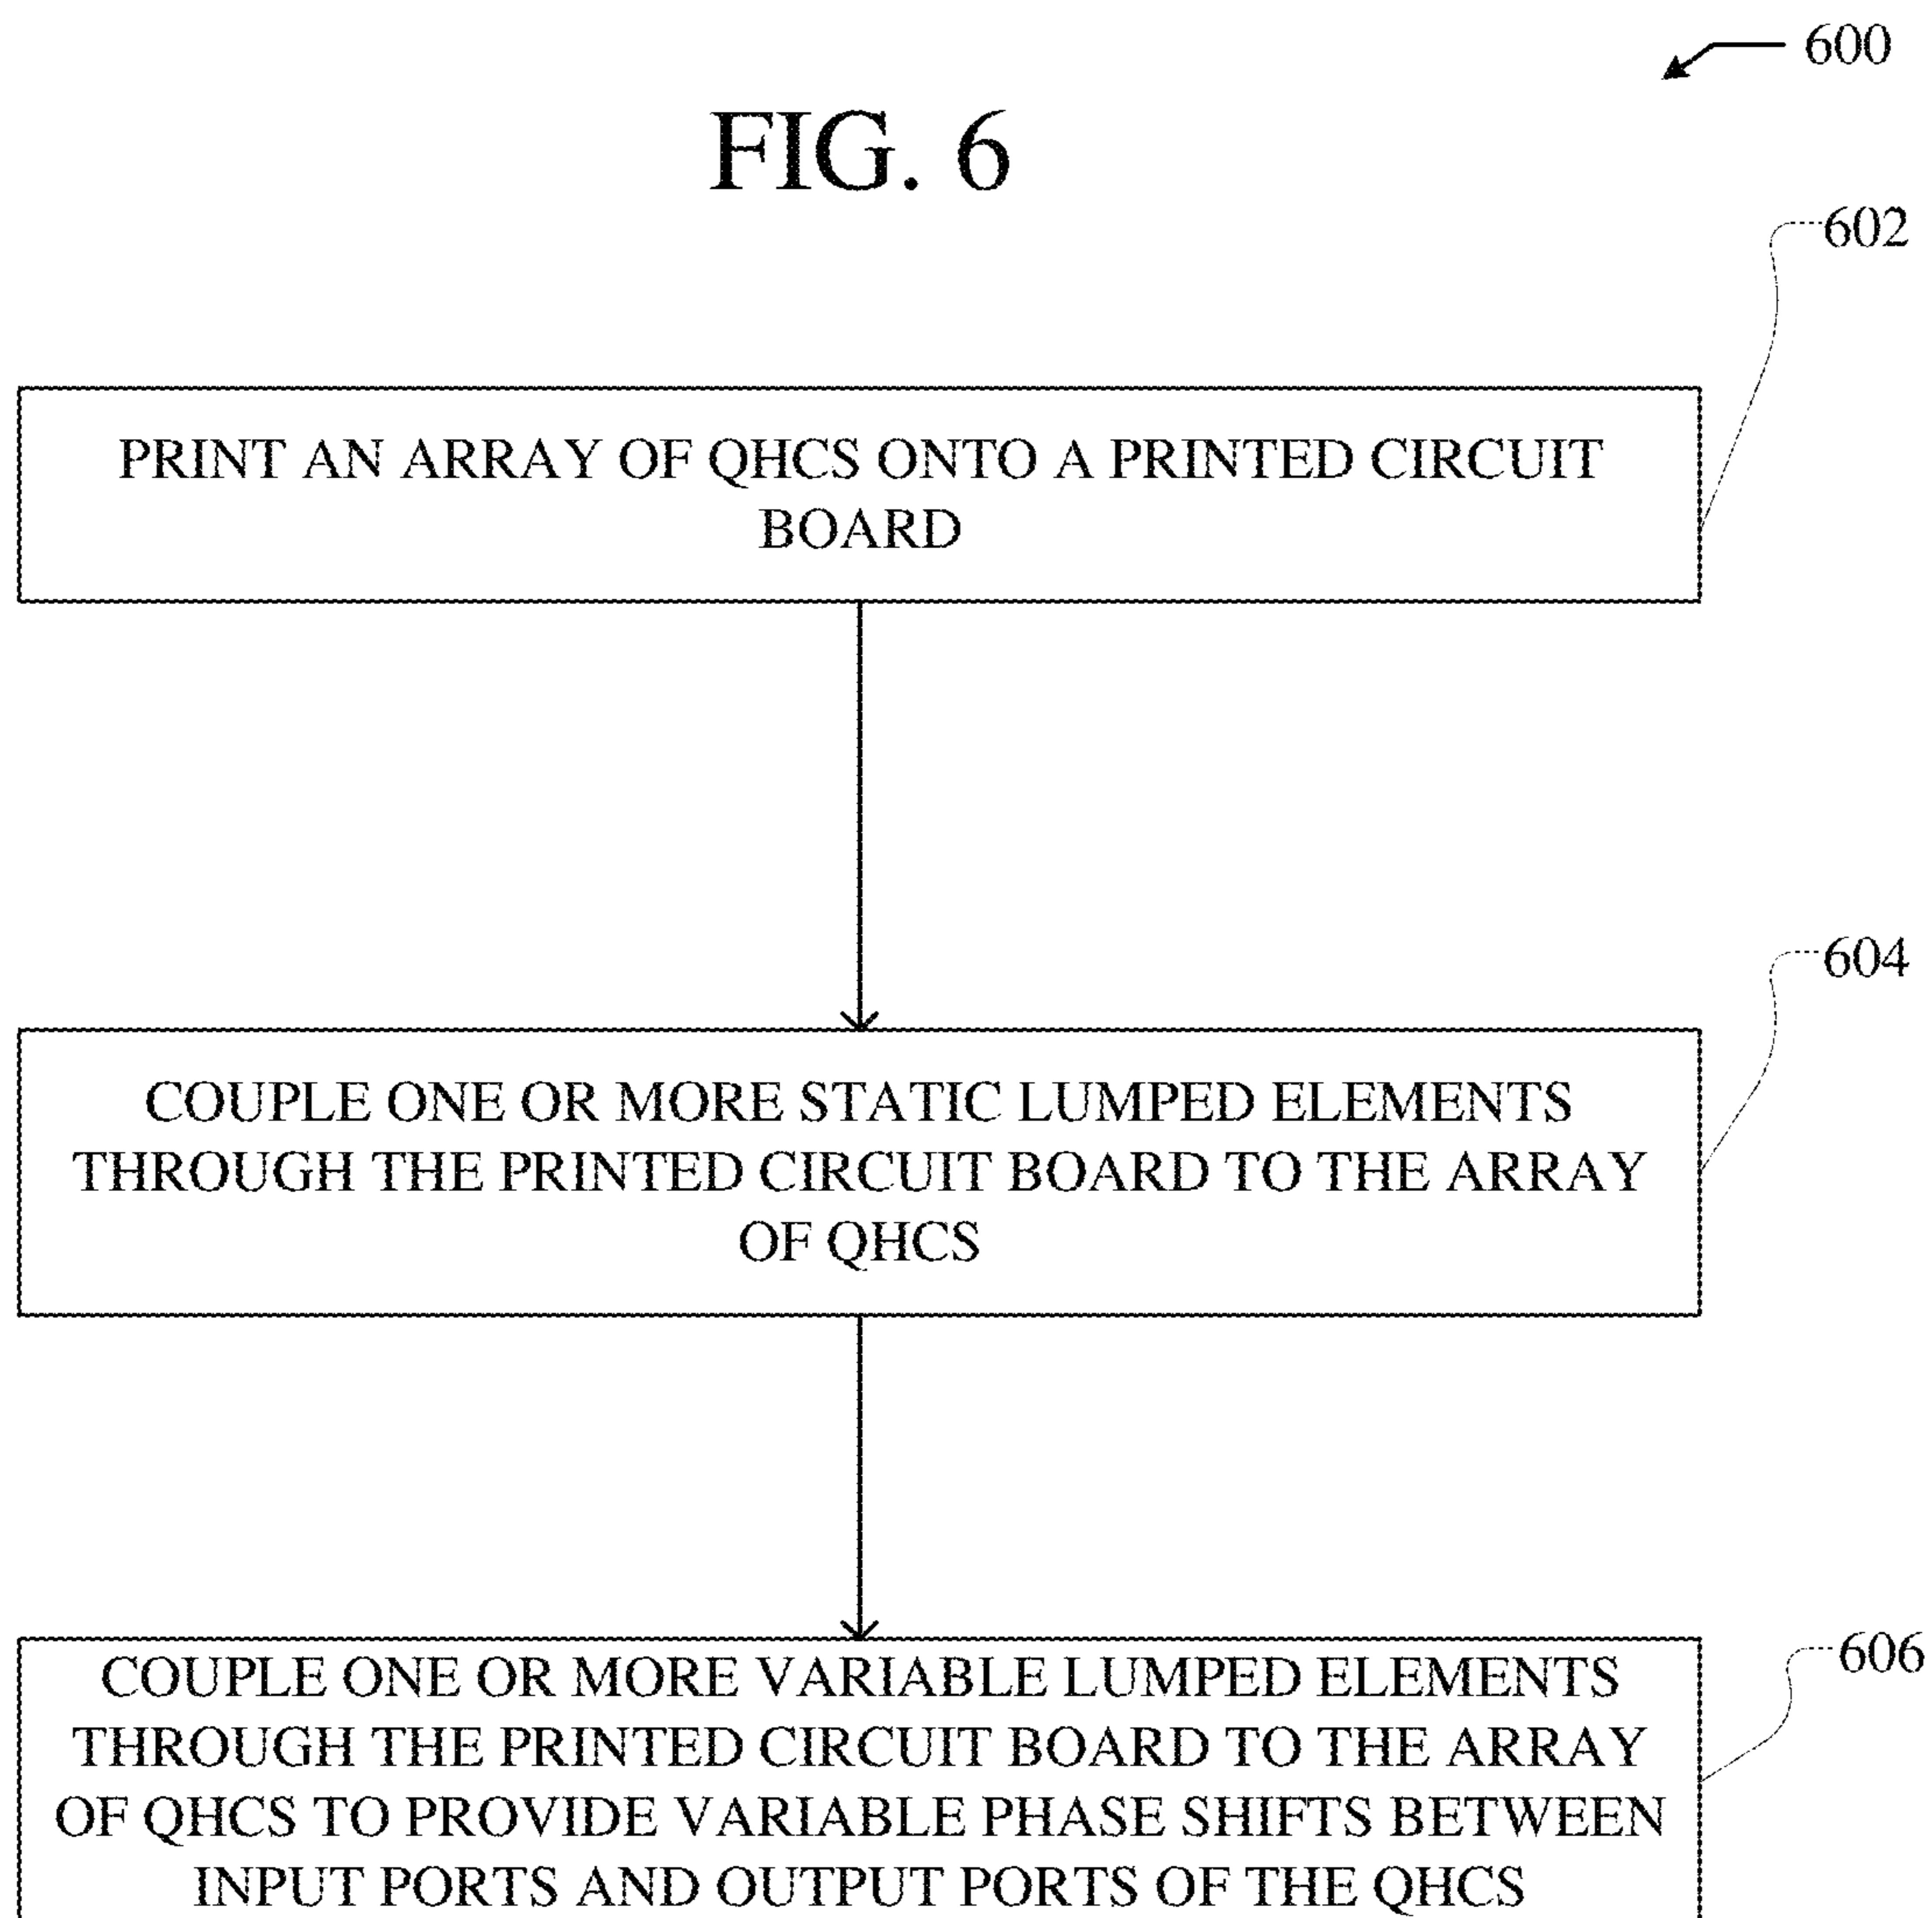 600
FIG. 6
602
PRINT AN ARRAY OF QHCS ONTO A PRINTED CIRCUIT
BOARD
604
COUPLE ONE OR MORE STATIC LUMPED ELEMENTS
THROUGH THE PRINTED CIRCUIT BOARD TO THE ARRAY
OF QHCS
606
COUPLE ONE OR MORE VARIABLE LUMPED ELEMENTS
THROUGH THE PRINTED CIRCUIT BOARD TO THE ARRAY
OF QHCS TO PROVIDE VARIABLE PHASE SHIFTS BETWEEN
INPUT PORTS AND OUTPUT PORTS OF THE QHCS